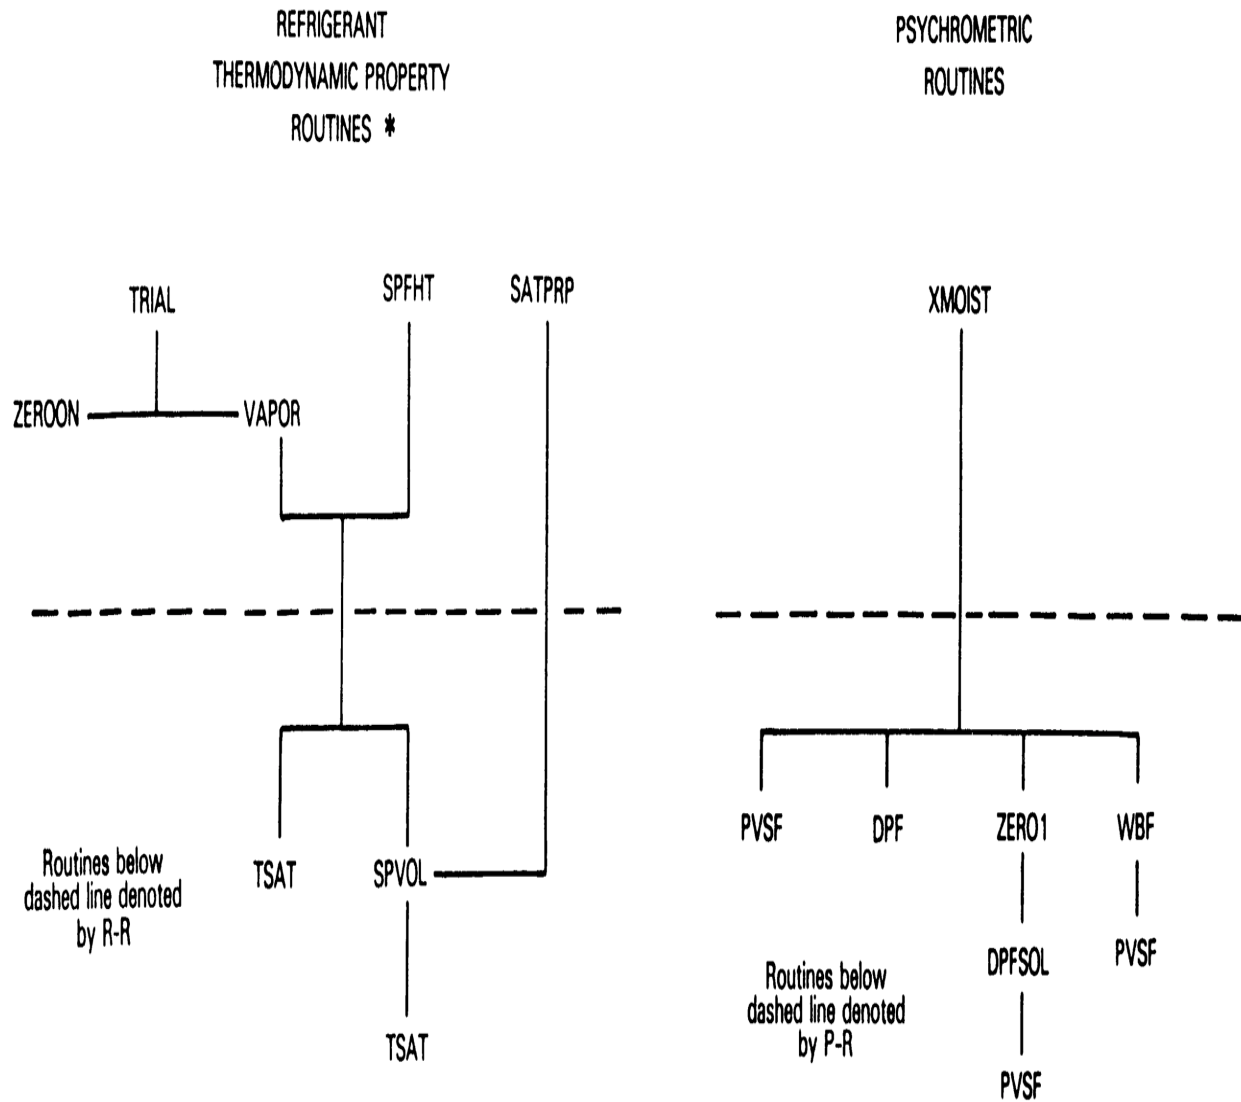 REFRIGERANT
THERMODYNAMIC PROPERTY
ROUTINES *
PSYCHROMETRIC
ROUTINES
TRIAL
SPFHT
SATPRP
XMOIST
ZEROON
VAPOR
PVSF
DPF
ZERO1
WBF
TSAT
SPVOL
Routines below
dashed line denoted
by R-R
PVSF
DPFSOL
Routines below
dashed line denoted
by P-R
TSAT
PVSF